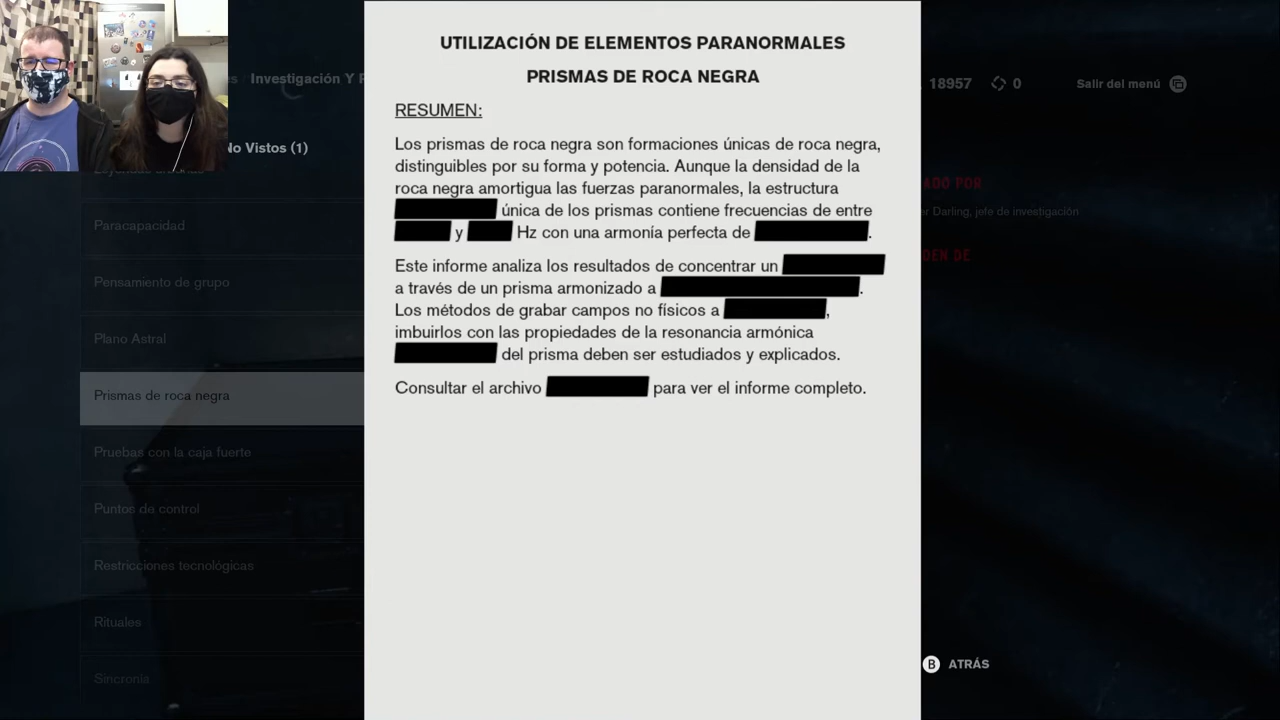 UTILIZACIÓN DE ELEMENTOS PARANORMALES
PRISMAS DE ROCA NEGRA
RESUMEN:
Los prismas de roca negra son formaciones únicas de roca negra,
distinguibles por su forma y potencia. Aunque la densidad de la
roca negra amortigua las fuerzas paranormales, la estructura
única de los prismas contiene frecuencias de entre
y Hz con una armonía perfecta de .
Este informe analiza los resultados de concentrar un
a través de un prisma armonizado a .
Los métodos de grabar campos no físicos a ,
imbuirlos con las propiedades de la resonancia armónica
del prisma deben ser estudiados y explicados.
Consultar el archivo para ver el informe completo.
Investigación Y
No Vistos (1)
Paracapacidad
Pensamiento de grupo
Plano Astral
Prismas de roca negra
Pruebas con la caja fuerte
Puntos de control
Restricciones tecnológicas
Rituales
Sincronía
18957 0 Salir del menú
ADO POR
Darling, jefe de investigación
DEN DE
B ATRÁS